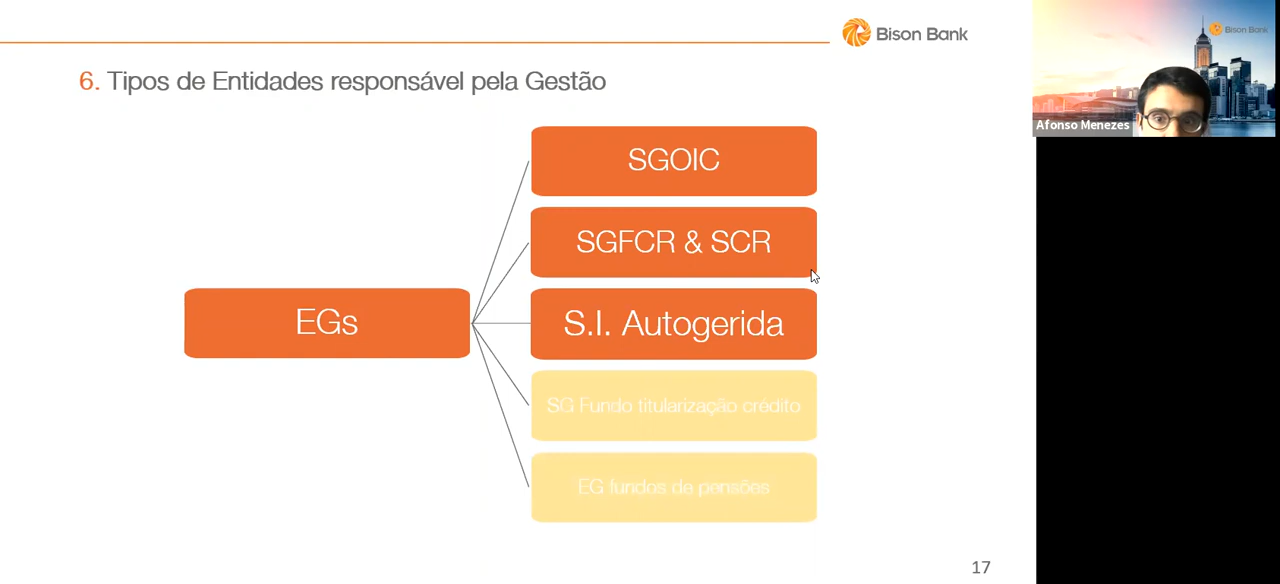 Bison Bank
6. Tipos de Entidades responsável pela Gestão
SGOIC
SGFCR & SCR
EGs
S.I. Autogerida
SG Fundo titularização crédito
EG fundos de pensões
17
Bison Bank
Afonso Menezes